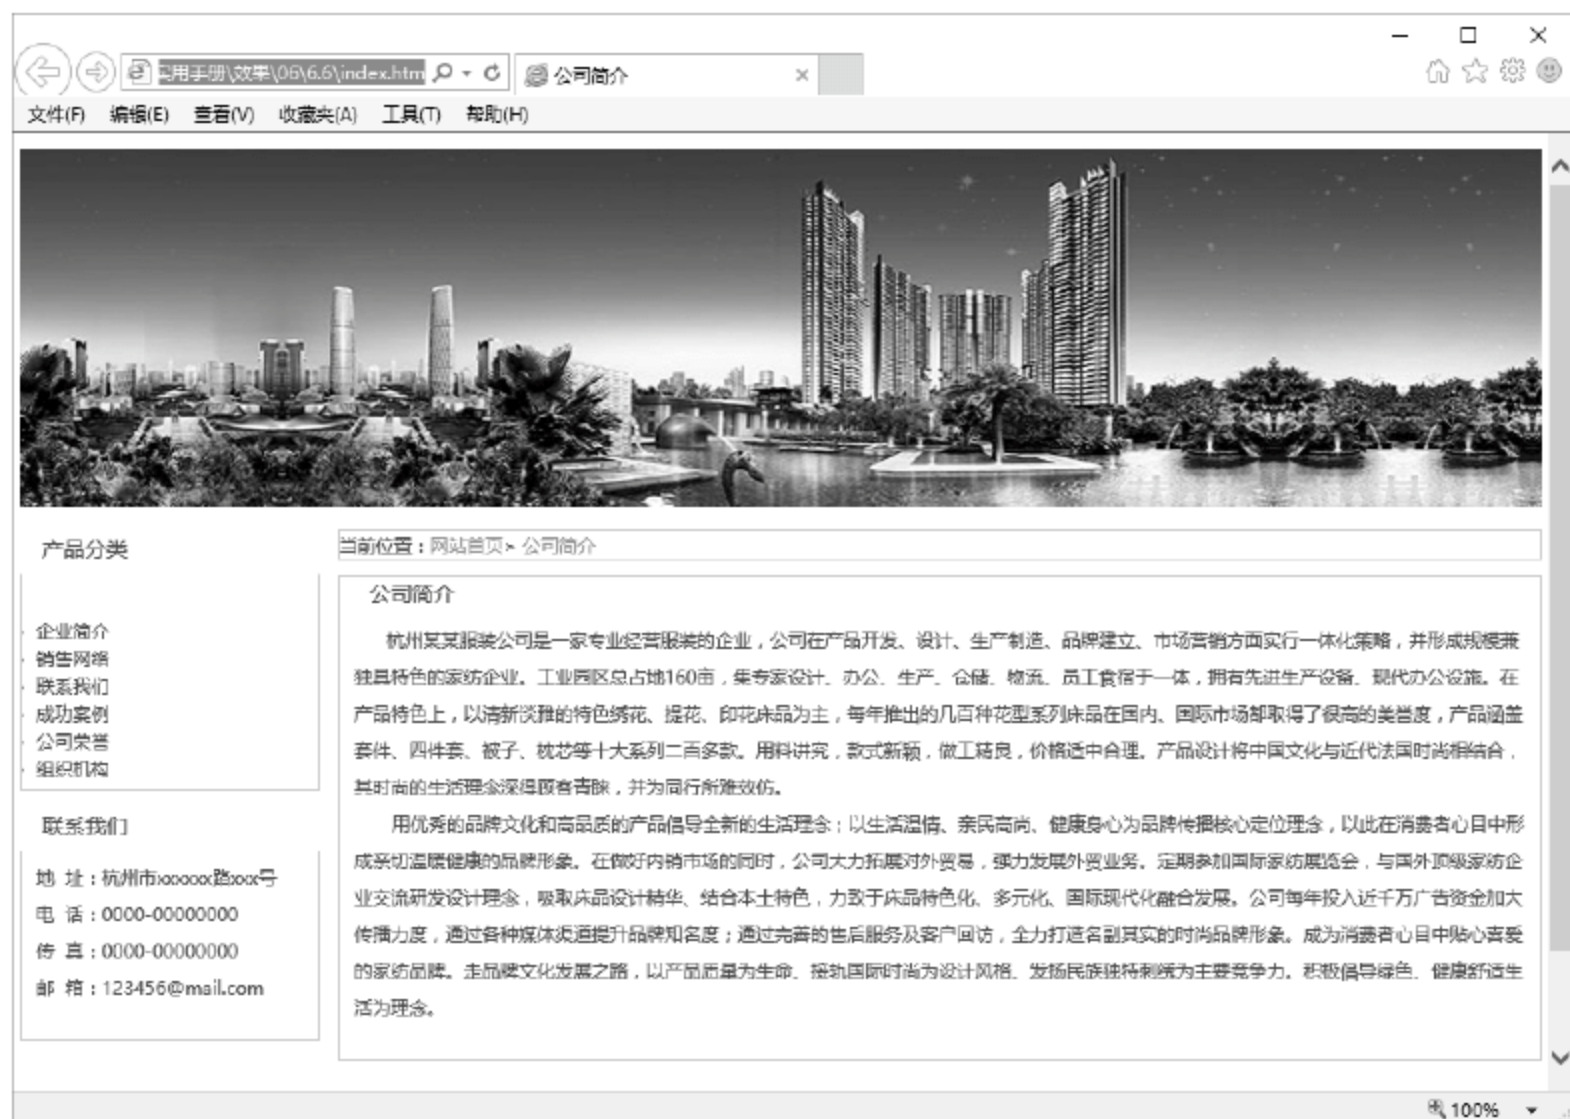 实用手册\效果\06\6.6\index.htm
公司简介
文件(F) 编辑(E) 查看(V) 收藏夹(A) 工具(T) 帮助(H)
产品分类
企业简介
销售网络
联系我们
成功案例
公司荣誉
组织机构
联系我们
地 址：杭州市xxxxxx路xxx号
电 话：0000-00000000
传 真：0000-00000000
邮 箱：123456@mail.com
当前位置：网站首页> 公司简介
公司简介
杭州某某服装公司是一家专业经营服装的企业，公司在产品开发、设计、生产制造、品牌建立、市场营销方面实行一体化策略，并形成规模兼
独具特色的家纺企业。工业园区总占地160亩，集专家设计、办公、生产、仓储、物流、员工食宿于一体，拥有先进生产设备、现代办公设施。在
产品特色上，以清新淡雅的特色绣花、提花、印花床品为主，每年推出的几百种花型系列床品在国内、国际市场都取得了很高的美誉度，产品涵盖
套件、四件套、被子、枕芯等十大系列二百多款。用料讲究，款式新颖，做工精良，价格适中合理。产品设计将中国文化与近代法国时尚相结合，
其时尚的生活理念深得顾客青睐，并为同行所难效仿。
用优秀的品牌文化和高品质的产品倡导全新的生活理念；以生活温情、亲民高尚、健康身心为品牌传播核心定位理念，以此在消费者心目中形
成亲切温暖健康的品牌形象。在做好内销市场的同时，公司大力拓展对外贸易，强力发展外贸业务。定期参加国际家纺展览会，与国外顶级家纺企
业交流研发设计理念，吸取床品设计精华、结合本土特色，力致于床品特色化、多元化、国际现代化融合发展。公司每年投入近千万广告资金加大
传播力度，通过各种媒体渠道提升品牌知名度；通过完善的售后服务及客户回访，全力打造名副其实的时尚品牌形象。成为消费者心目中贴心喜爱
的家纺品牌。走品牌文化发展之路，以产品质量为生命、接轨国际时尚为设计风格、发扬民族独特刺绣为主要竞争力。积极倡导绿色、健康舒适生
活为理念。
100%